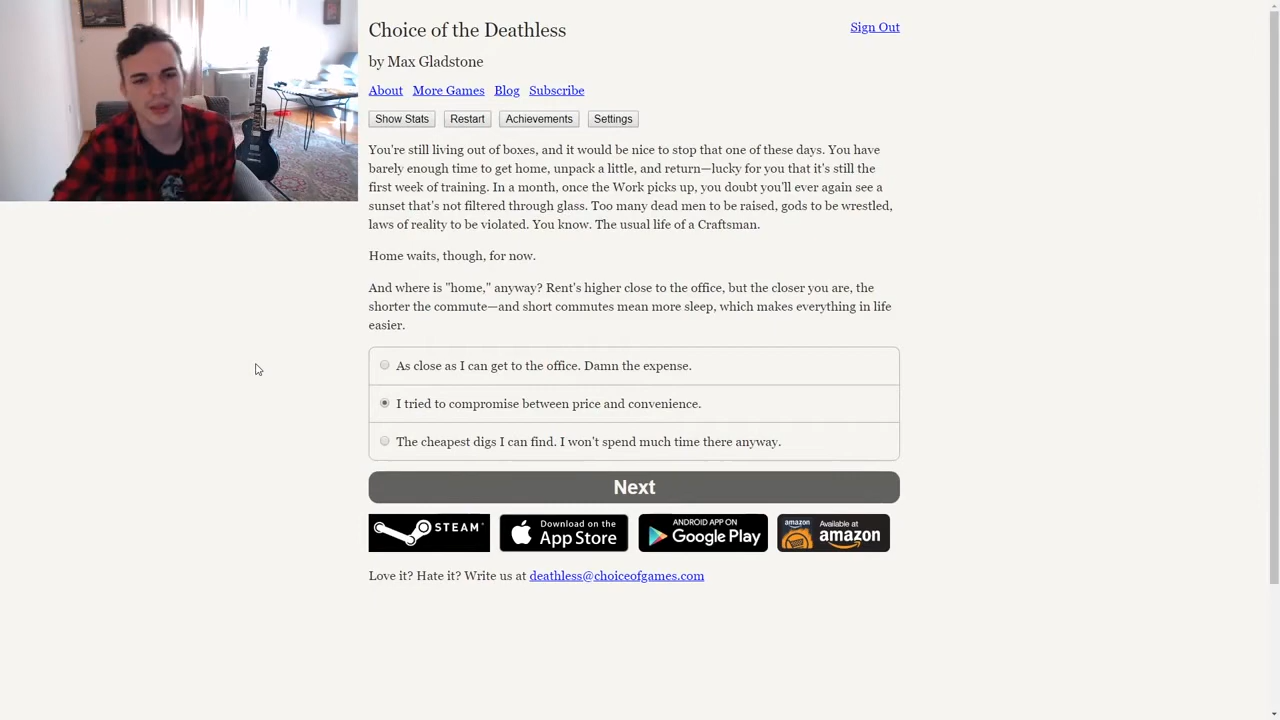 Choice of the Deathless
Sign Out
by Max Gladstone
About More Games Blog Subscribe
Show Stats Restart Achievements Settings
You're still living out of boxes, and it would be nice to stop that one of these days. You have
barely enough time to get home, unpack a little, and return—lucky for you that it's still the
first week of training. In a month, once the Work picks up, you doubt you'll ever again see a
sunset that's not filtered through glass. Too many dead men to be raised, gods to be wrestled,
laws of reality to be violated. You know. The usual life of a Craftsman.
Home waits, though, for now.
And where is "home," anyway? Rent's higher close to the office, but the closer you are, the
shorter the commute—and short commutes mean more sleep, which makes everything in life
easier.
As close as I can get to the office. Damn the expense.
I tried to compromise between price and convenience.
The cheapest digs I can find. I won't spend much time there anyway.
Next
STEAM
Download on the
App Store
ANDROID APP ON
Google Play
amazon
Available at
amazon
Love it? Hate it? Write us at deathless@choiceofgames.com